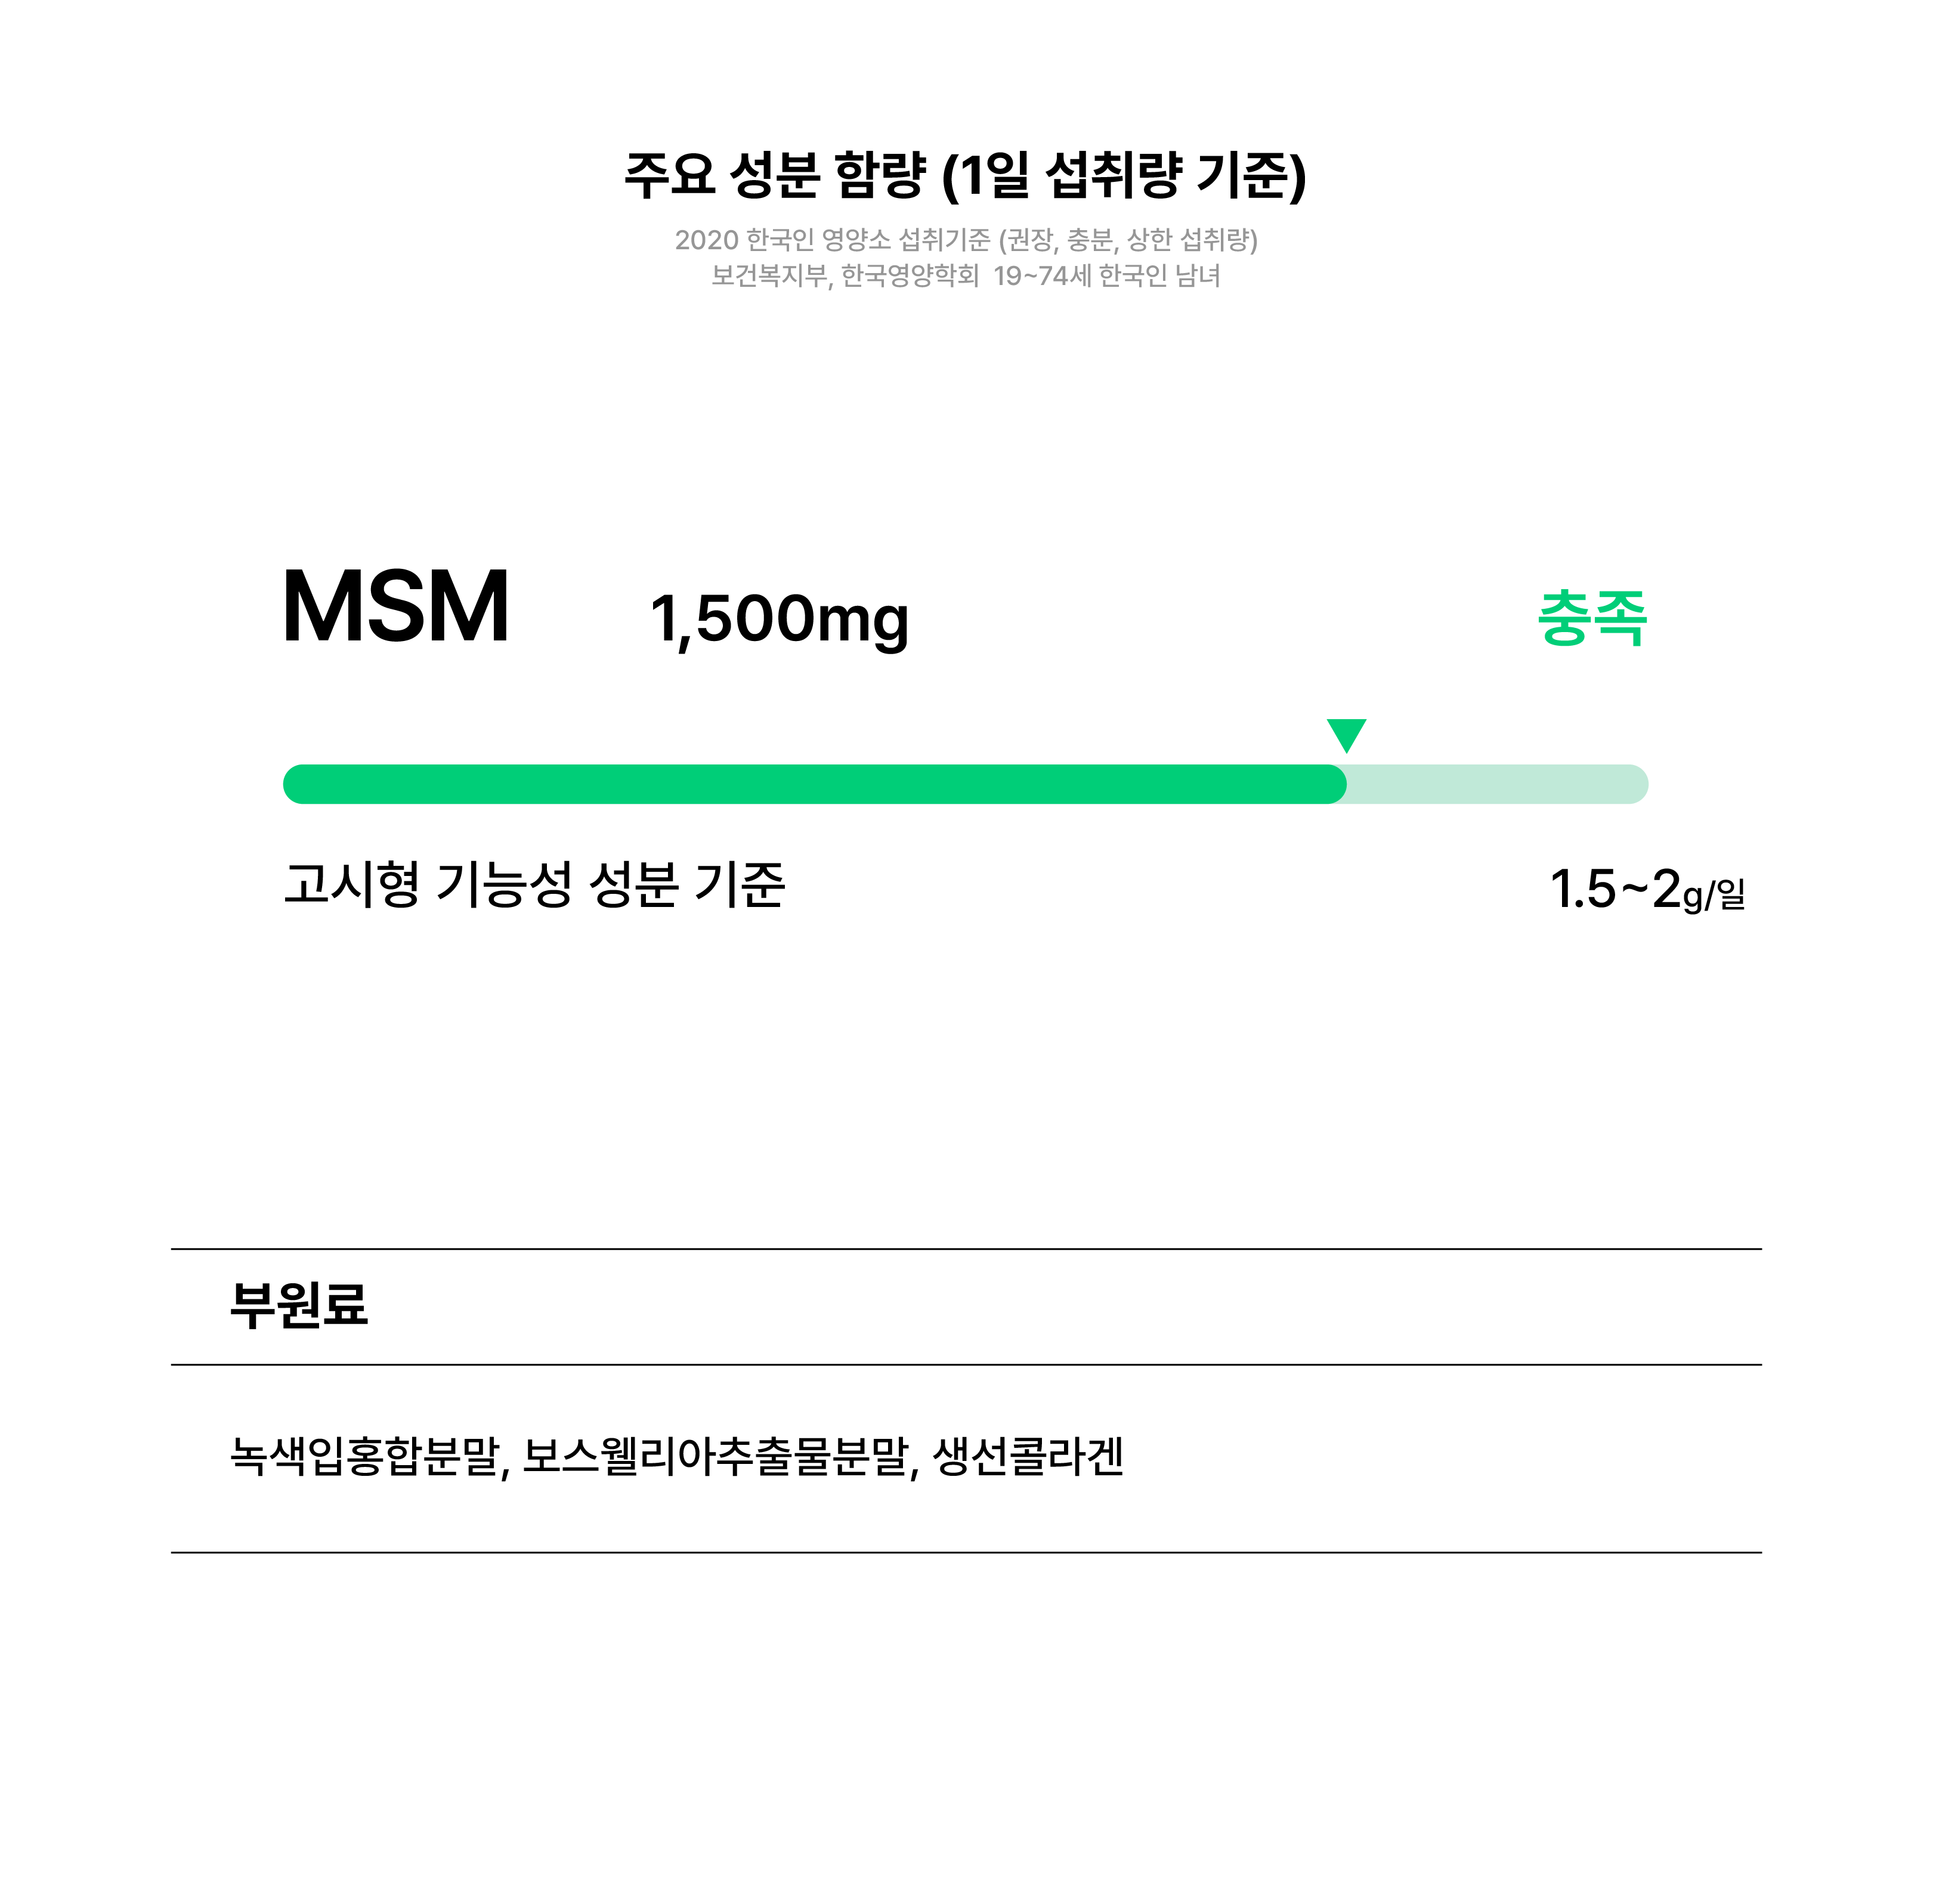 주요 성분 함량 (1일 섭취량 기준)
2020 한국인 영양소 섭취기준 (권장, 충분, 상한 섭취량)
보건복지부, 한국영양학회 19~74세 한국인 남녀
MSM 1,500mg 충족
고시형 기능성 성분 기준 1.5~2g/일
부원료
녹색잎홍합분말, 보스웰리아추출물분말, 생선콜라겐